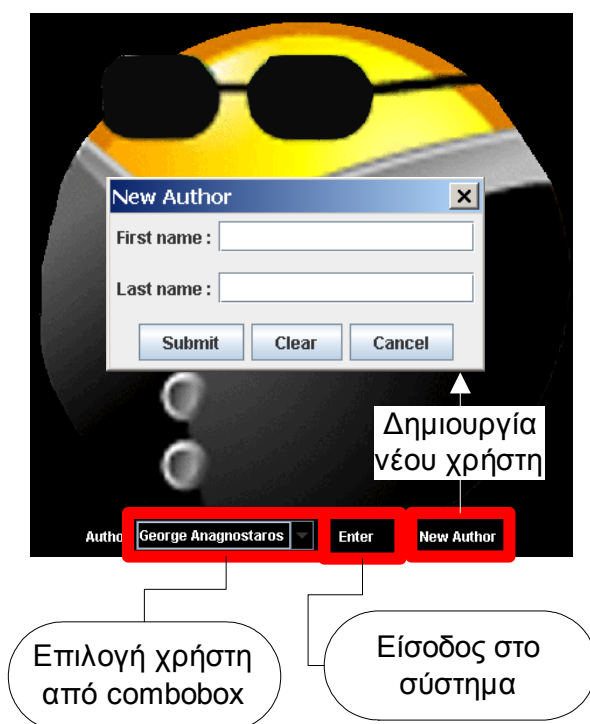 New Author
First name :
Last name :
Submit Clear Cancel
Δημιουργία
νέου χρήστη
Autho George Anagnostaros Enter New Author
Επιλογή χρήστη
από combobox
Είσοδος στο
σύστημα